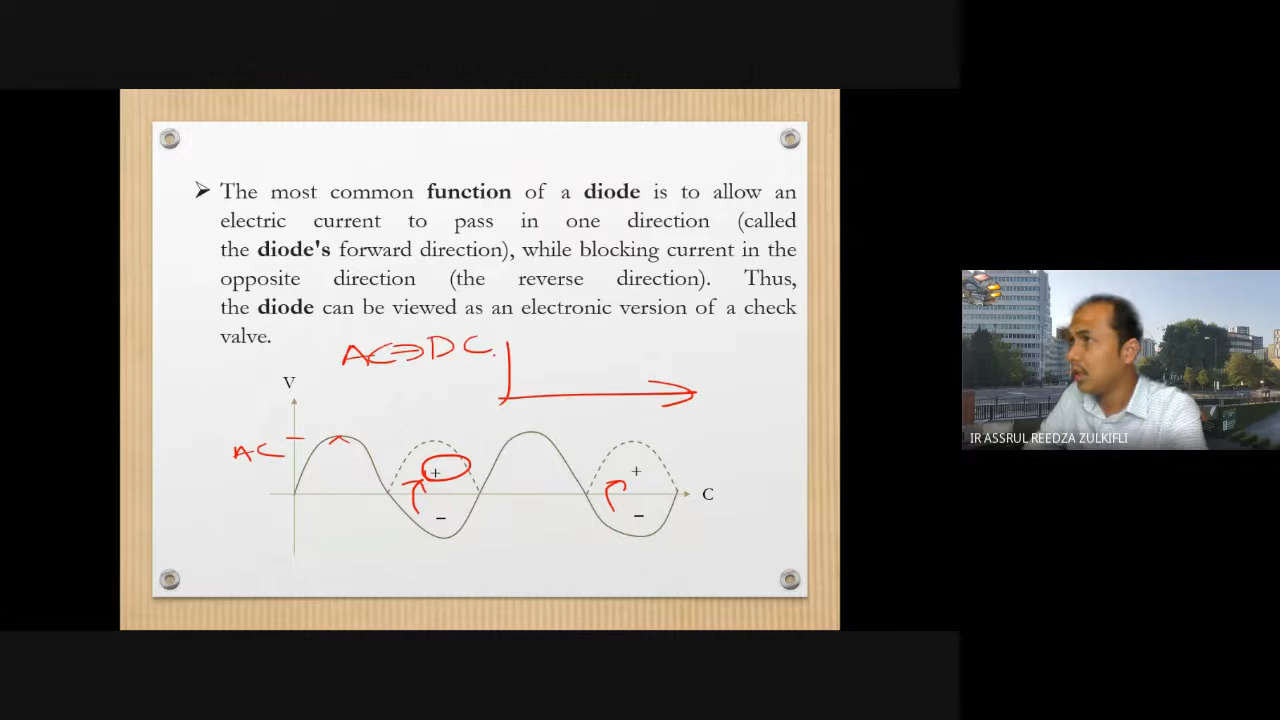 ➢ The most common function of a diode is to allow an
electric current to pass in one direction (called
the diode's forward direction), while blocking current in the
opposite direction (the reverse direction). Thus,
the diode can be viewed as an electronic version of a check
valve.
AC⇒DC.
V
AC
+
+
C
−
−
IR ASSRUL REEDZA ZULKIFLI